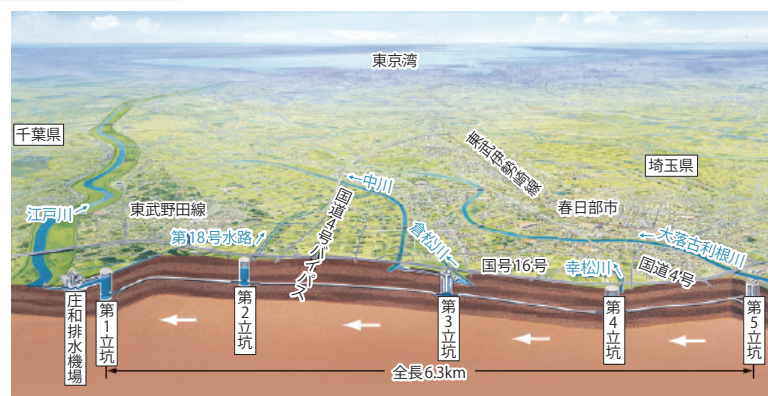 東京湾
千葉県
東武伊勢崎線
埼玉県
←中川
江戸川→
東武野田線
国道4号バイパス
春日部市
第18号水路→
倉松川←
←大落古利根川
国号16号
幸松川→
国道4号
庄和排水機場
第1立坑
第2立坑
第3立坑
第4立坑
第5立坑
全長6.3km